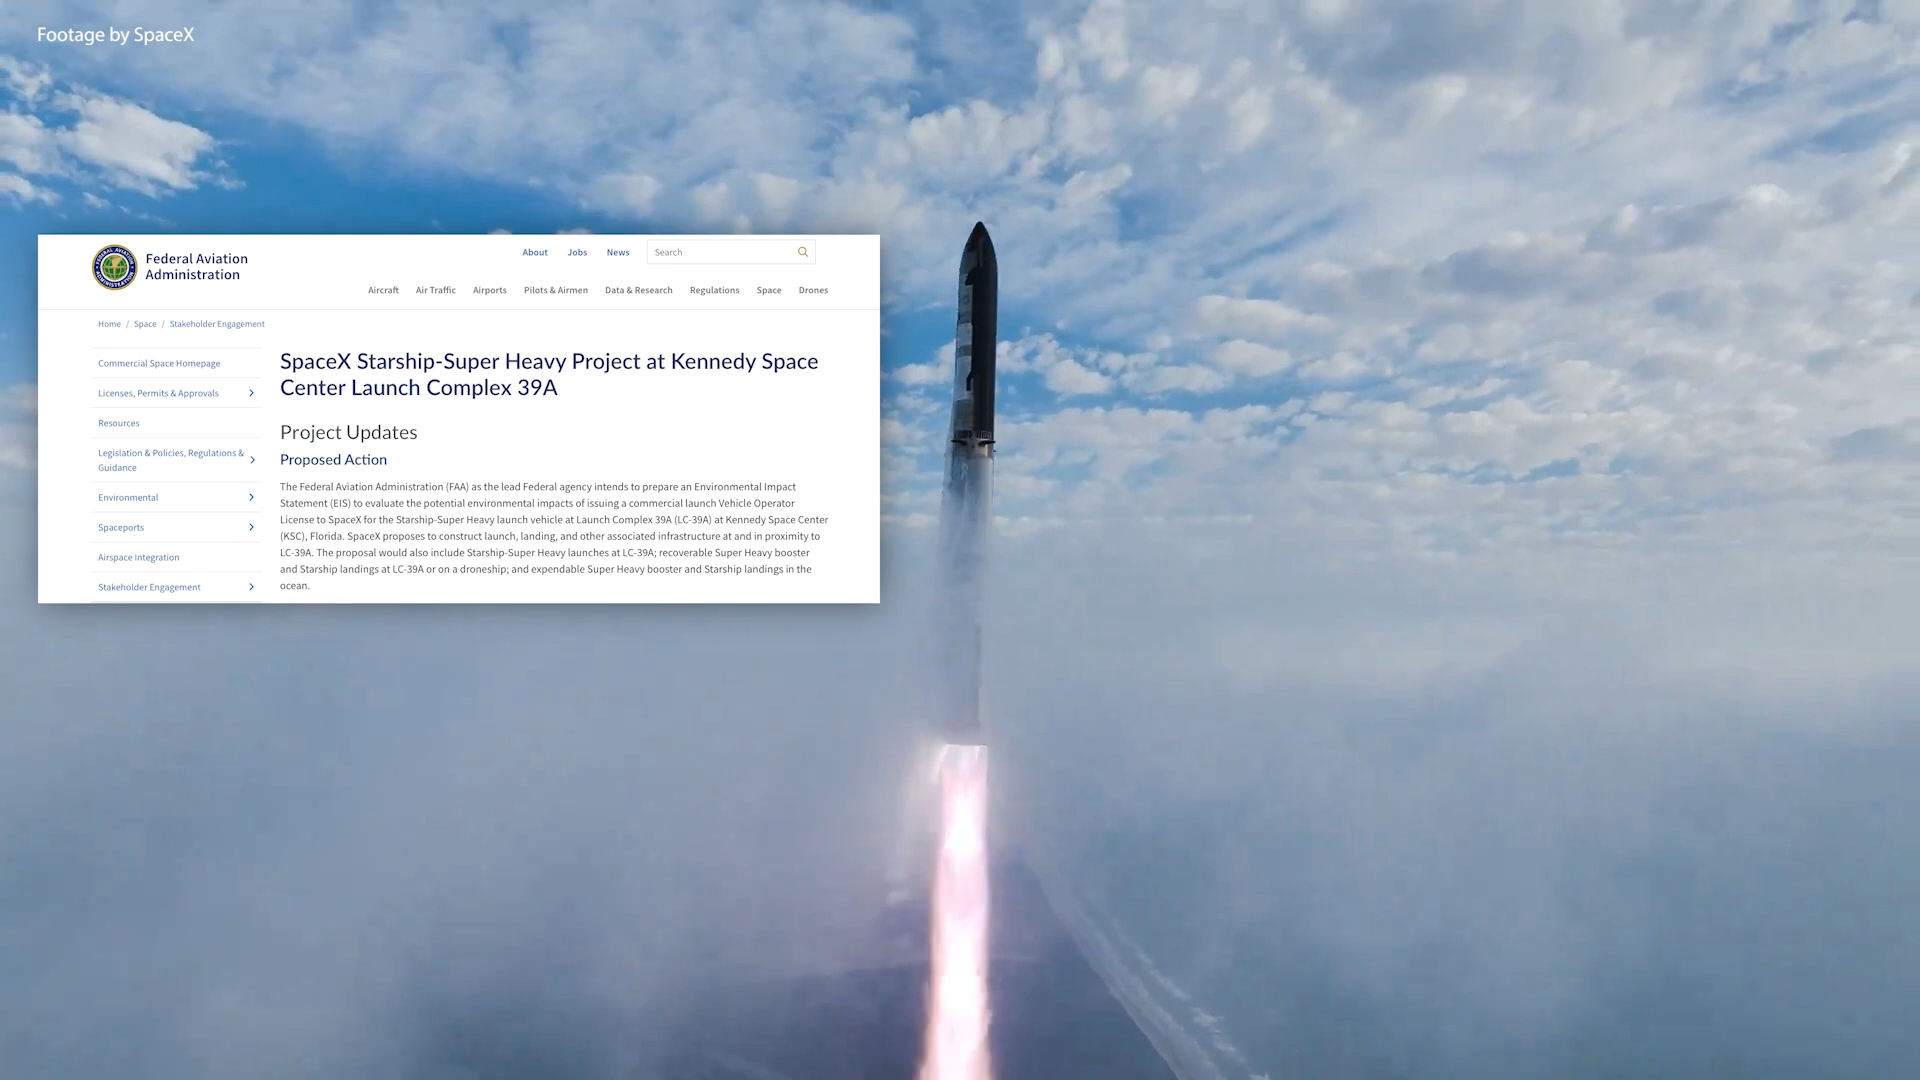 Footage by SpaceX
Federal Aviation
Administration
About Jobs News Search
Aircraft Air Traffic Airports Pilots & Airmen Data & Research Regulations Space Drones
Home / Space / Stakeholder Engagement
Commercial Space Homepage
Licenses, Permits & Approvals
Resources
Legislation & Policies, Regulations &
Guidance
Environmental
Spaceports
Airspace Integration
Stakeholder Engagement
SpaceX Starship-Super Heavy Project at Kennedy Space
Center Launch Complex 39A
Project Updates
Proposed Action
The Federal Aviation Administration (FAA) as the lead Federal agency intends to prepare an Environmental Impact
Statement (EIS) to evaluate the potential environmental impacts of issuing a commercial launch Vehicle Operator
License to SpaceX for the Starship-Super Heavy launch vehicle at Launch Complex 39A (LC-39A) at Kennedy Space Center
(KSC), Florida. SpaceX proposes to construct launch, landing, and other associated infrastructure at and in proximity to
LC-39A. The proposal would also include Starship-Super Heavy launches at LC-39A; recoverable Super Heavy booster
and Starship landings at LC-39A or on a droneship; and expendable Super Heavy booster and Starship landings in the
ocean.